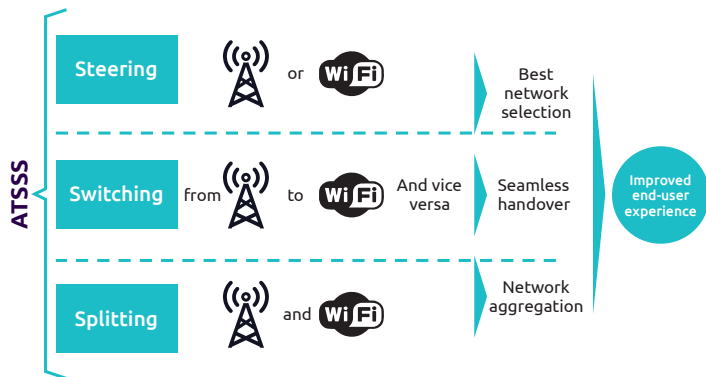 ATSSS
Steering
or
WiFi
Best
network
selection
Switching
from
to
WiFi
And vice
versa
Seamless
handover
Improved
end-user
experience
Splitting
and
WiFi
Network
aggregation